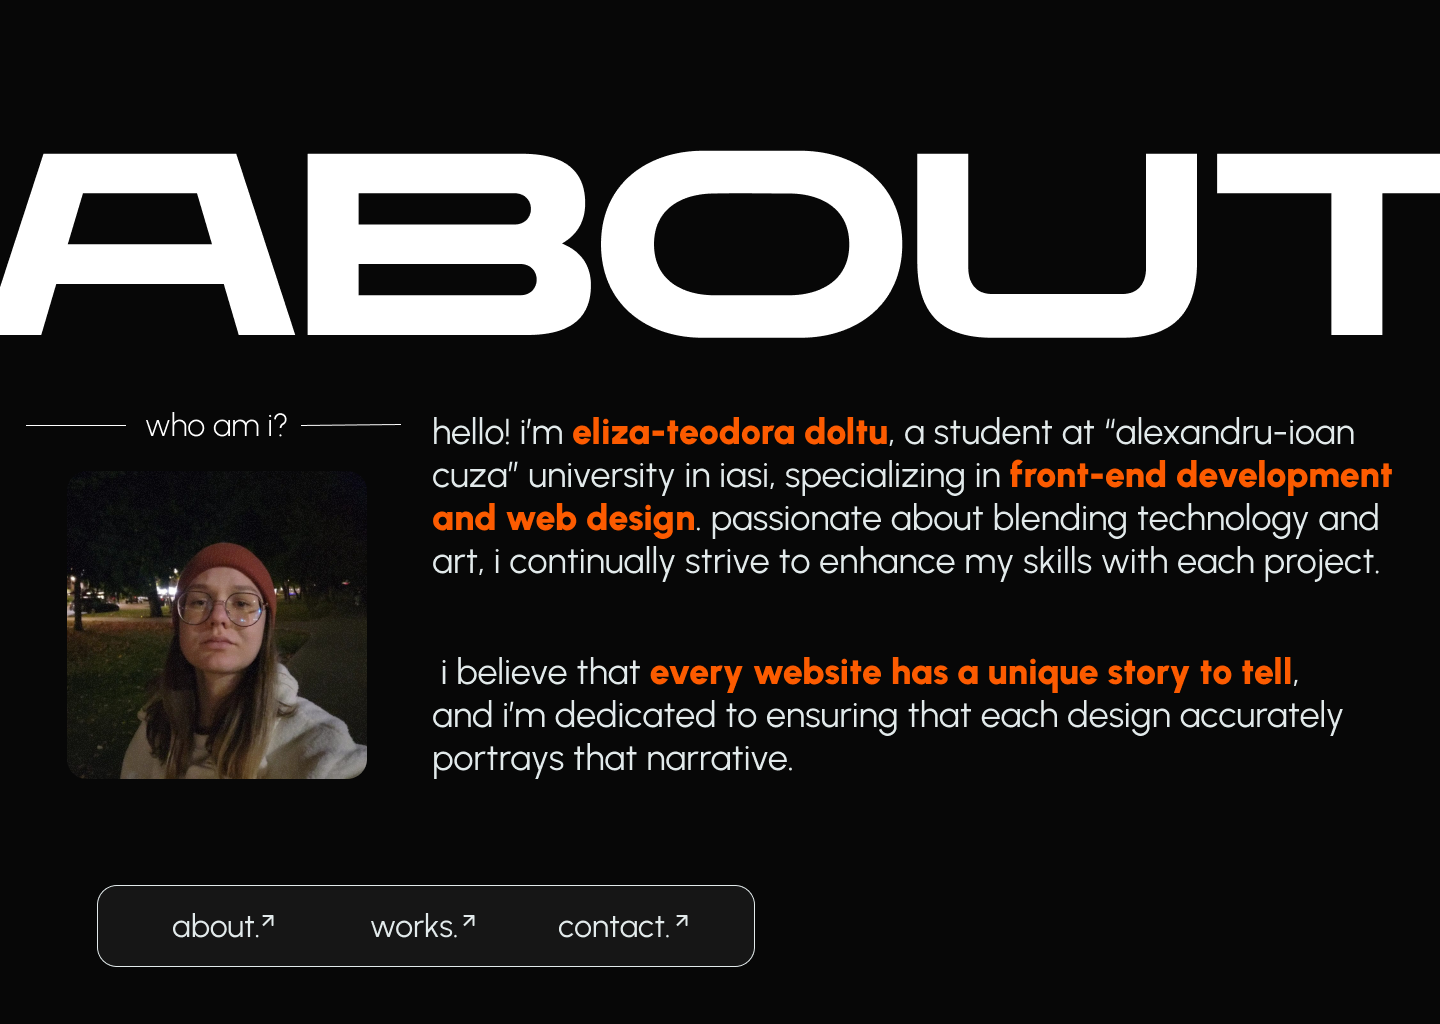 ABOUT
who am i?
hello! i’m eliza-teodora doltu, a student at “alexandru-ioan
cuza” university in iasi, specializing in front-end development
and web design. passionate about blending technology and
art, i continually strive to enhance my skills with each project.
i believe that every website has a unique story to tell,
and i’m dedicated to ensuring that each design accurately
portrays that narrative.
about. works. contact.